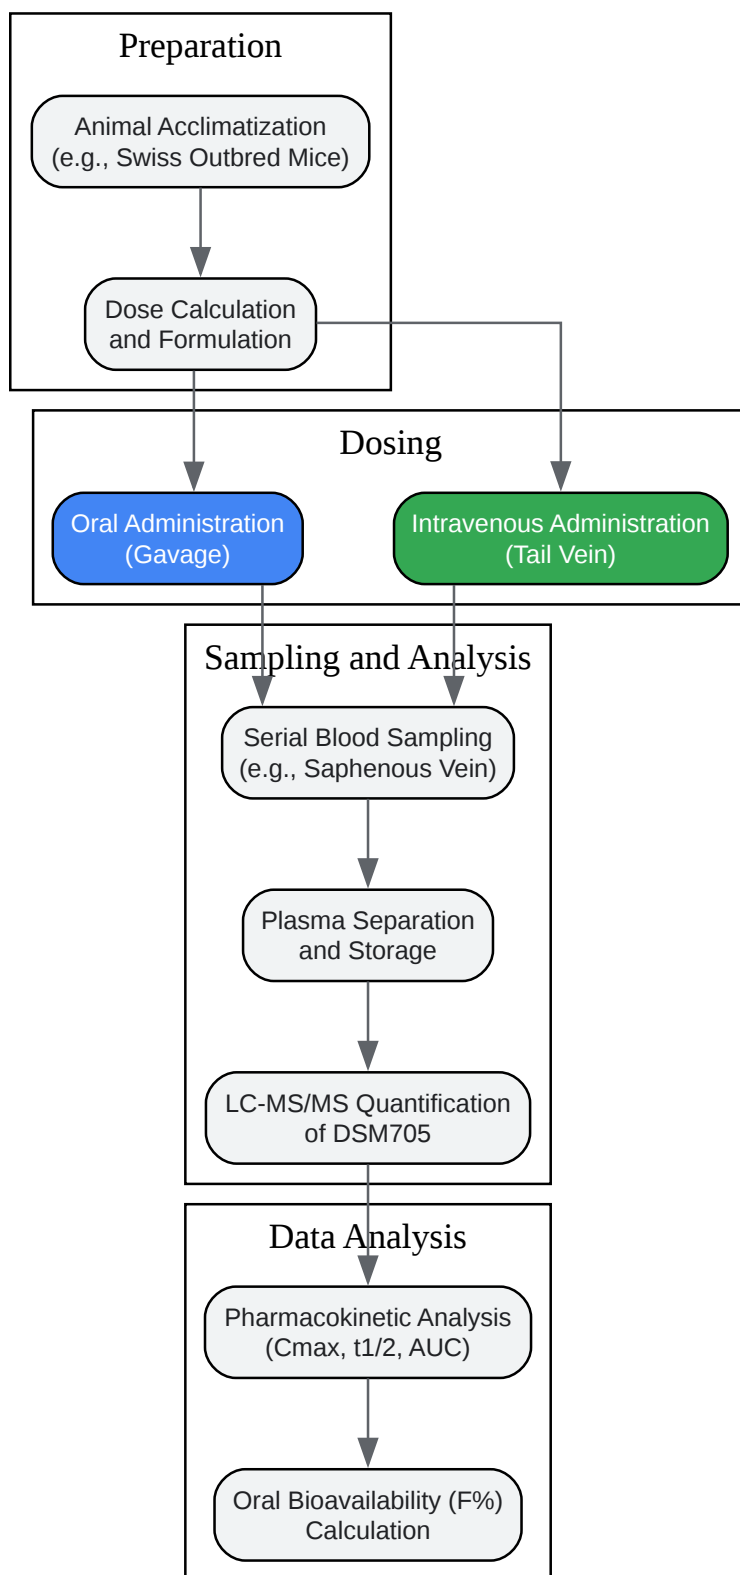 Preparation
Animal Acclimatization
(e.g., Swiss Outbred Mice)
Dose Calculation
and Formulation
Dosing
Oral Administration
(Gavage)
Intravenous Administration
(Tail Vein)
Sampling and Analysis
Serial Blood Sampling
(e.g., Saphenous Vein)
Plasma Separation
and Storage
LC-MS/MS Quantification
of DSM705
Data Analysis
Pharmacokinetic Analysis
(Cmax, t1/2, AUC)
Oral Bioavailability (F%)
Calculation